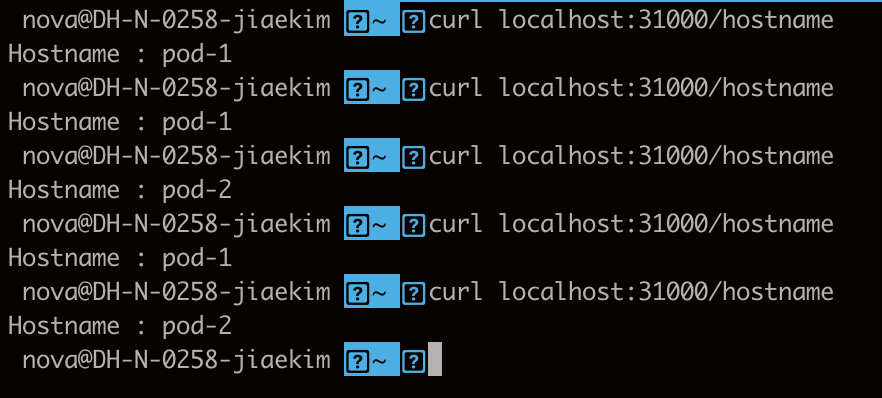 nova@DH-N-0258-jiaekim ~ curl localhost:31000/hostname
Hostname : pod-1
nova@DH-N-0258-jiaekim ~ curl localhost:31000/hostname
Hostname : pod-1
nova@DH-N-0258-jiaekim ~ curl localhost:31000/hostname
Hostname : pod-2
nova@DH-N-0258-jiaekim ~ curl localhost:31000/hostname
Hostname : pod-1
nova@DH-N-0258-jiaekim ~ curl localhost:31000/hostname
Hostname : pod-2
nova@DH-N-0258-jiaekim ~